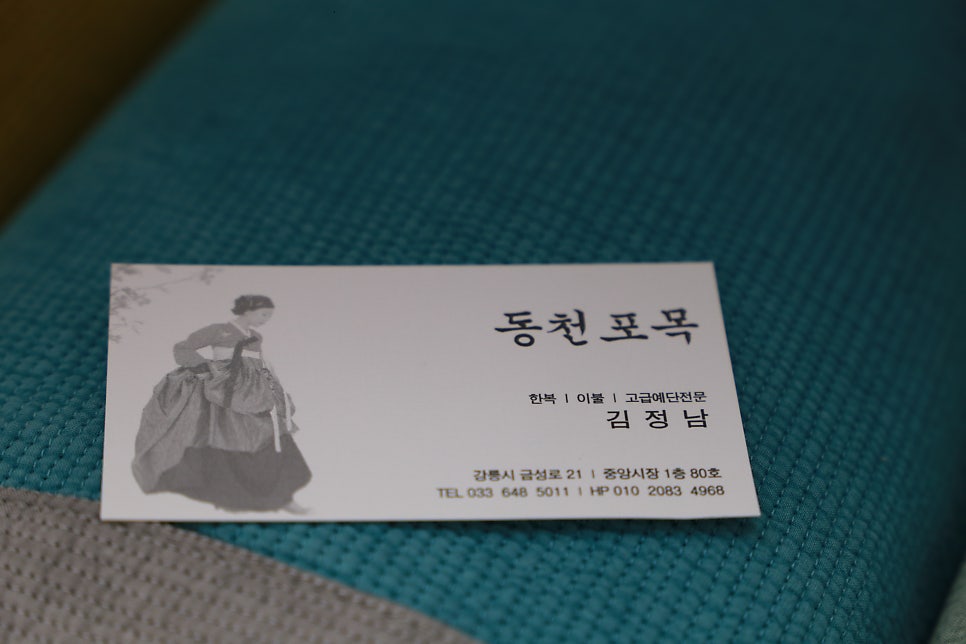 동천포목
한복 | 이불 | 고급예단전문
김 정 남
강릉시 금성로 21 | 중앙시장 1층 80호
TEL 033 648 5011 | HP 010 2083 4968